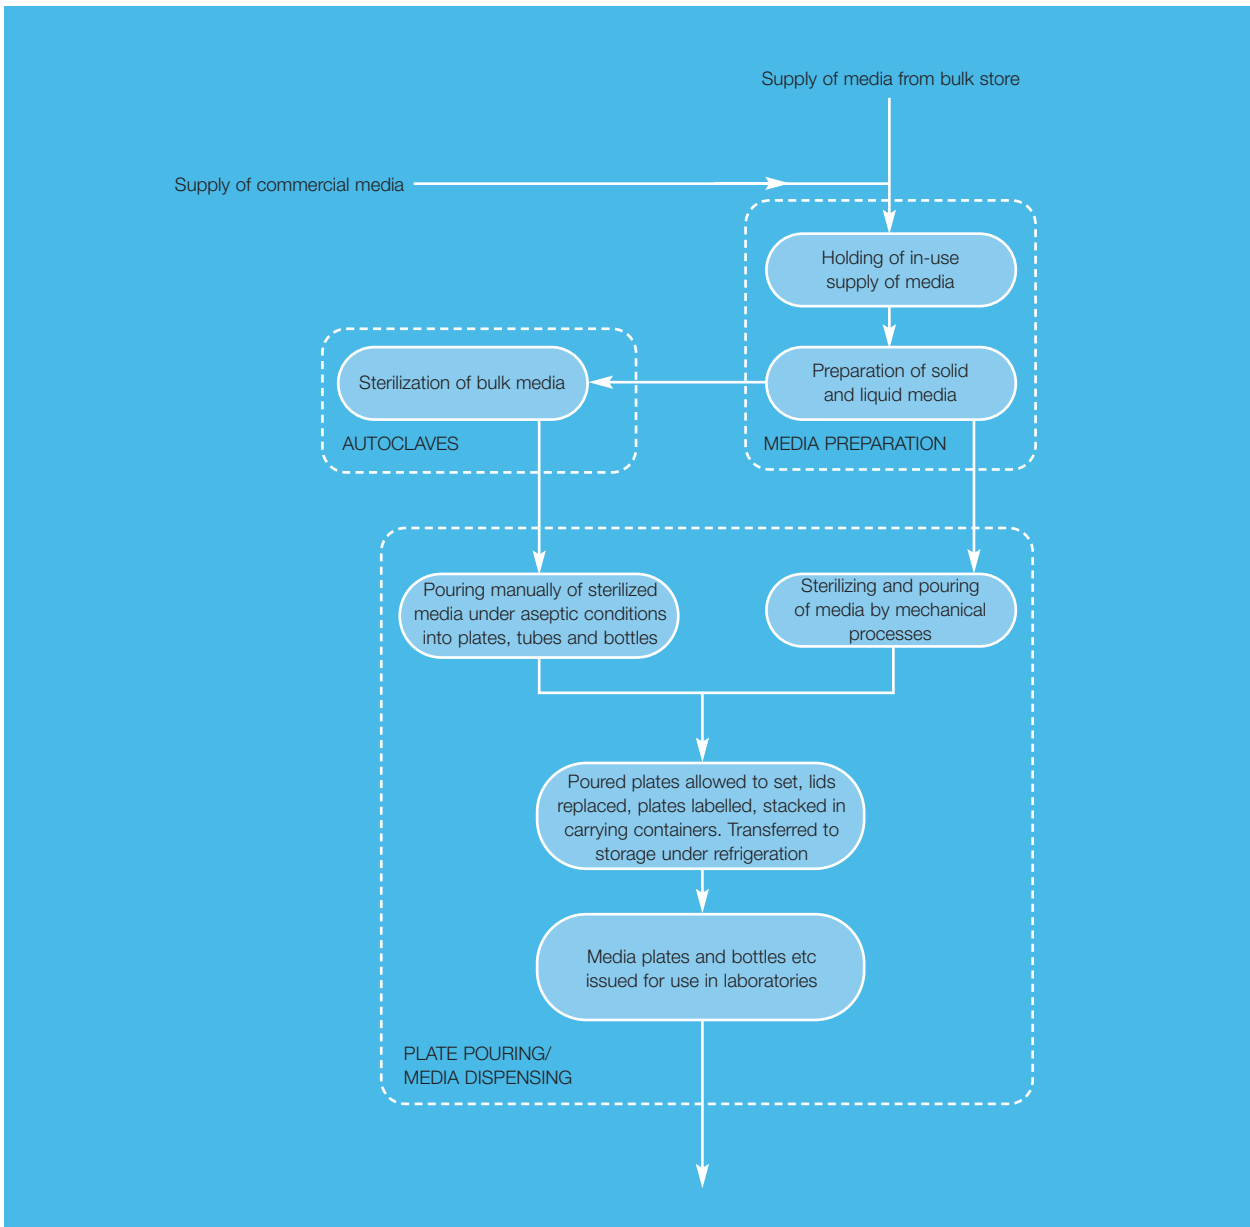 Supply of media from bulk store
Supply of commercial media
Holding of in-use
supply of media
Sterilization of bulk media
Preparation of solid
and liquid media
AUTOCLAVES
MEDIA PREPARATION
Pouring manually of sterilized
media under aseptic conditions
into plates, tubes and bottles
Sterilizing and pouring
of media by mechanical
processes
Poured plates allowed to set, lids
replaced, plates labelled, stacked in
carrying containers. Transferred to
storage under refrigeration
Media plates and bottles etc
issued for use in laboratories
PLATE POURING/
MEDIA DISPENSING